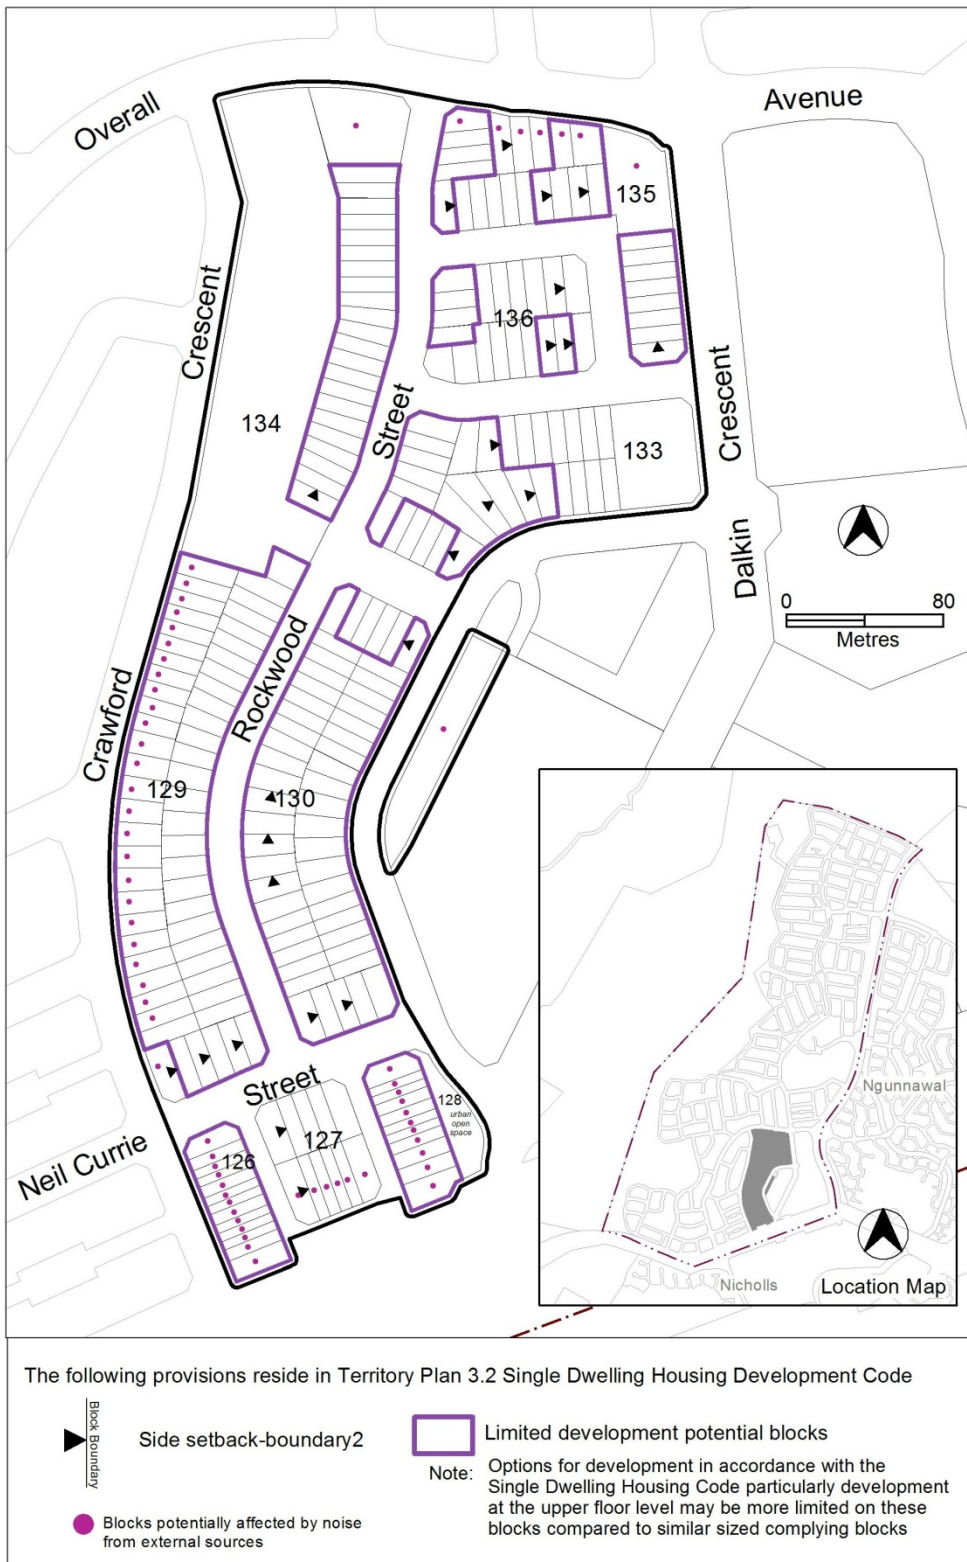 Overall
Avenue
135
Crescent
136
134
Street
133
Crescent
Dalkin
0 80
Metres
Rockwood
Crawford
129
130
Street
128
urban
open
space
127
126
Neil Currie
Ngunnawal
Nicholls
Location Map
The following provisions reside in Territory Plan 3.2 Single Dwelling Housing Development Code
Block Boundary
Side setback-boundary2
Limited development potential blocks
Note: Options for development in accordance with the
Single Dwelling Housing Code particularly development
at the upper floor level may be more limited on these
blocks compared to similar sized complying blocks
Blocks potentially affected by noise
from external sources